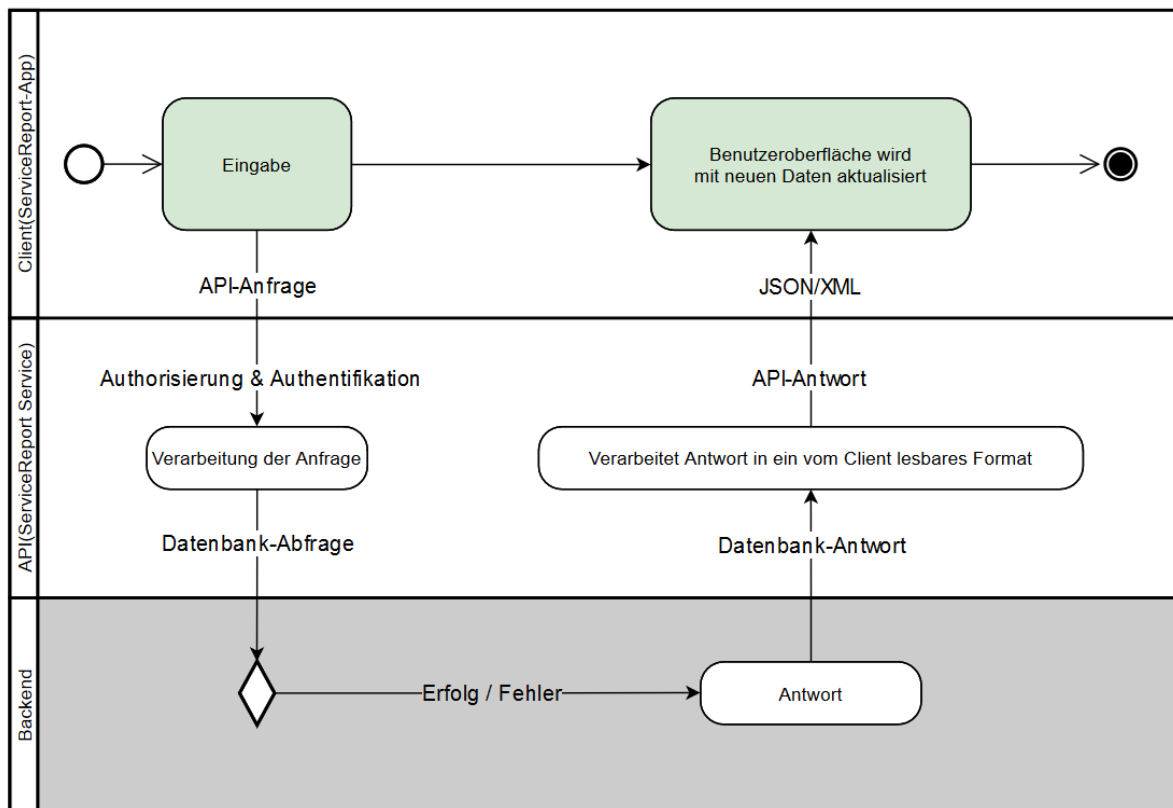 Client(ServiceReport-App)
Eingabe
Benutzeroberfläche wird
mit neuen Daten aktualisiert
API-Anfrage
JSON/XML
API(ServiceReport Service)
Authorisierung & Authentifikation
API-Antwort
Verarbeitung der Anfrage
Verarbeitet Antwort in ein vom Client lesbares Format
Datenbank-Abfrage
Datenbank-Antwort
Backend
Erfolg / Fehler
Antwort